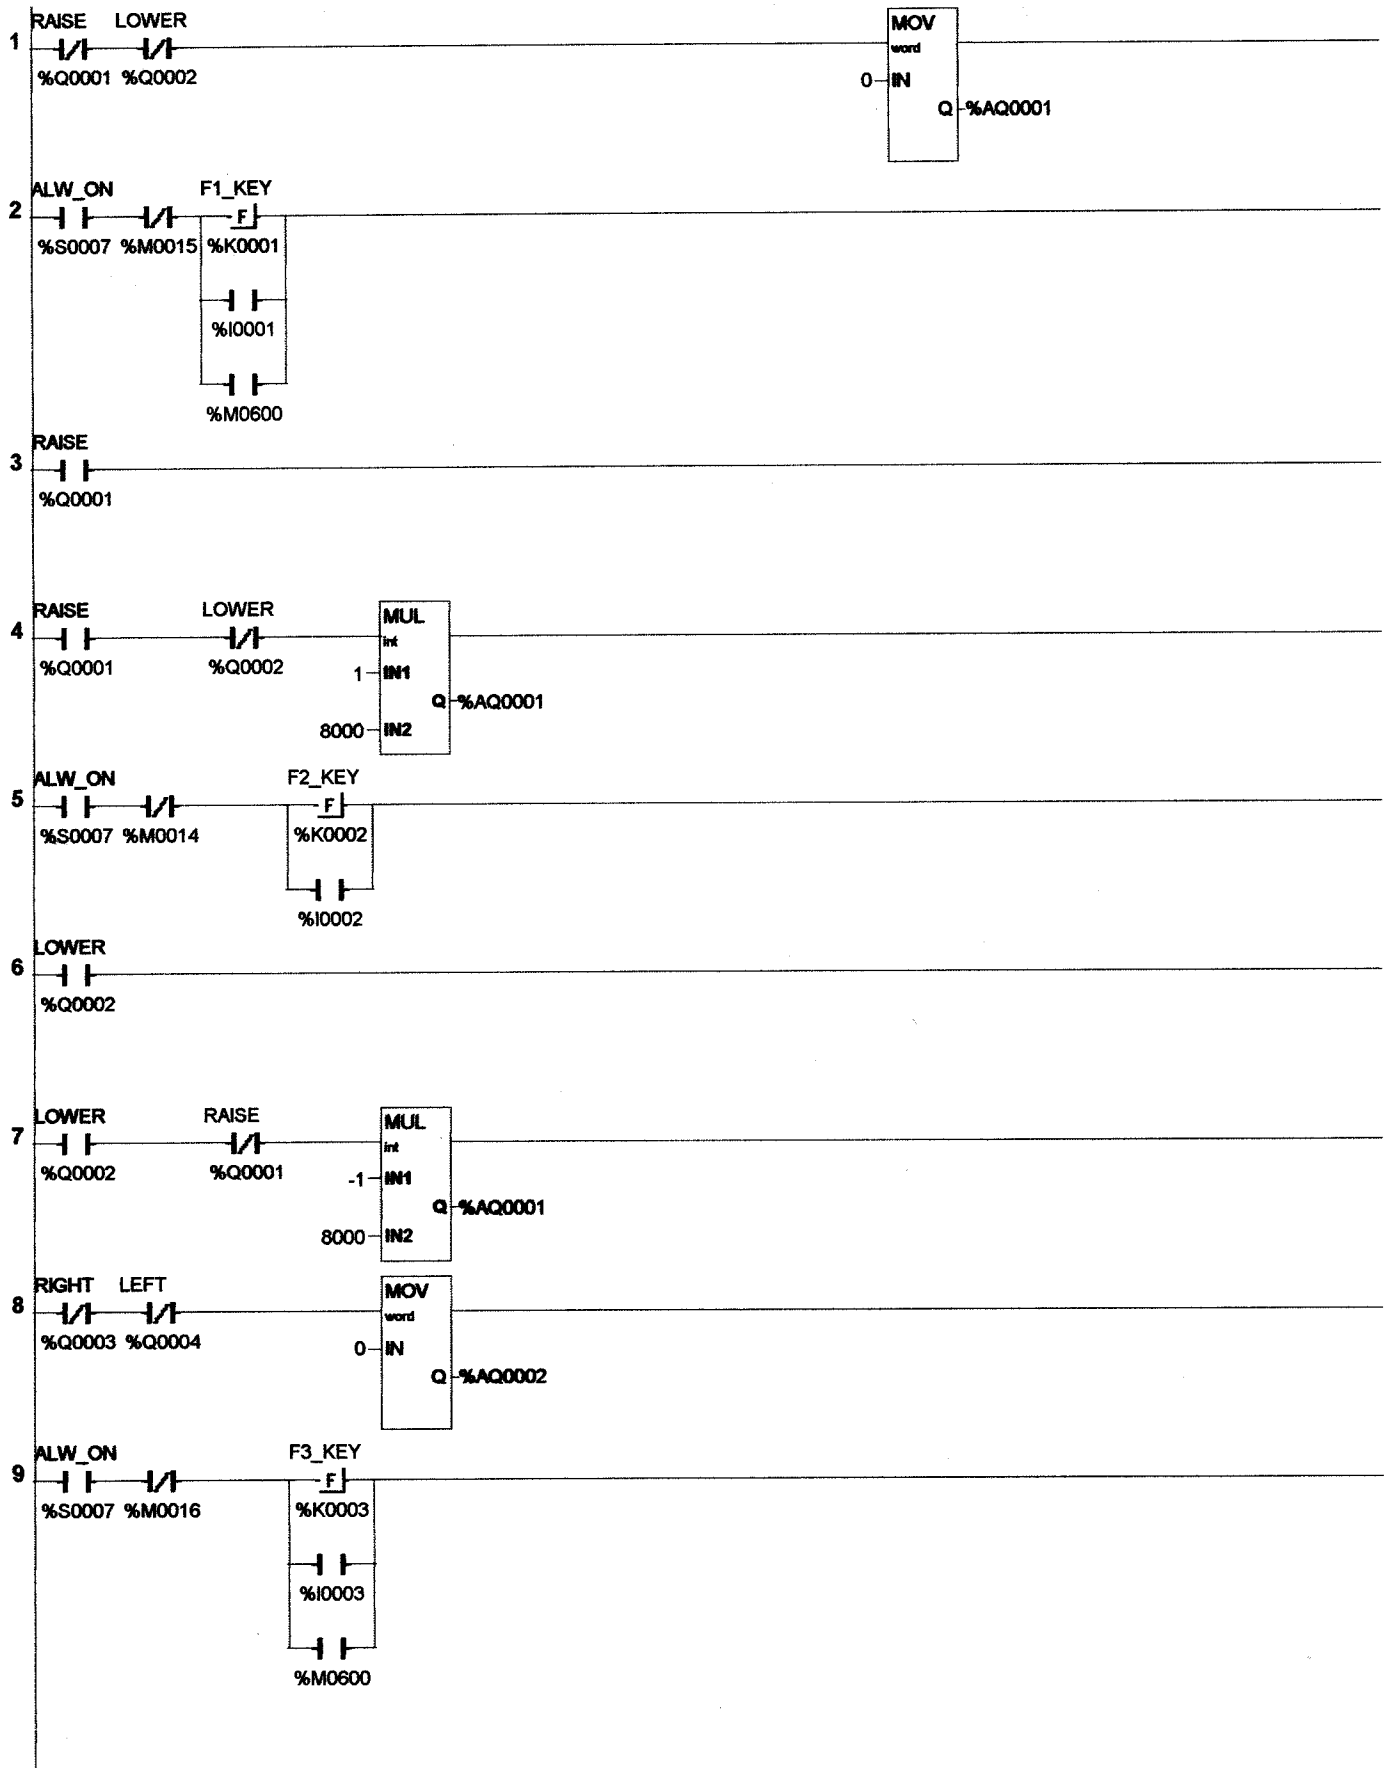 RAISE LOWER
1
%Q0001 %Q0002
MOV
word
0 IN
Q %AQ0001
ALW_ON F1_KEY
2
F
%S0007 %M0015 %K0001
%I0001
%M0600
RAISE
3
%Q0001
RAISE LOWER
4
%Q0001 %Q0002
MUL
int
1 IN1
Q %AQ0001
8000 IN2
ALW_ON F2_KEY
5
F
%S0007 %M0014 %K0002
%I0002
LOWER
6
%Q0002
LOWER RAISE
7
%Q0002 %Q0001
MUL
int
-1 IN1
Q %AQ0001
8000 IN2
RIGHT LEFT
8
%Q0003 %Q0004
MOV
word
0 IN
Q %AQ0002
ALW_ON F3_KEY
9
F
%S0007 %M0016 %K0003
%I0003
%M0600